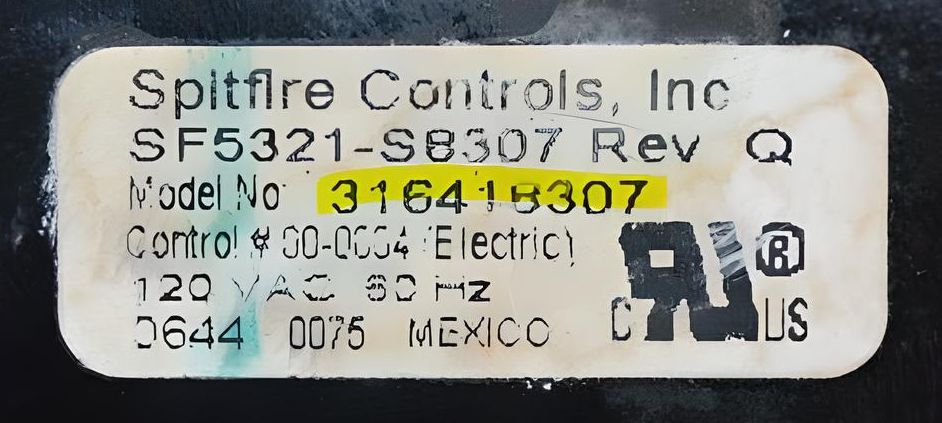 Spitfire Controls, Inc
SF5321-S8307 Rev Q
Model No
Control # 00-0004 (Electric)
120 VAC 60 Hz
0644 0075 MEXICO
C US
®